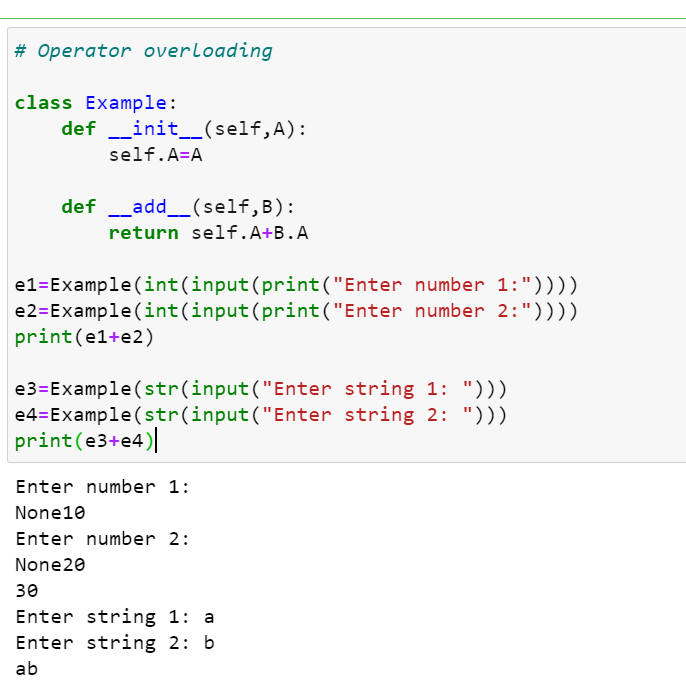 # Operator overloading
class Example:
    def __init__(self,A):
        self.A=A
    def __add__(self,B):
        return self.A+B.A
e1=Example(int(input(print("Enter number 1:"))))
e2=Example(int(input(print("Enter number 2:"))))
print(e1+e2)
e3=Example(str(input("Enter string 1: ")))
e4=Example(str(input("Enter string 2: ")))
print(e3+e4)
Enter number 1:
None10
Enter number 2:
None20
30
Enter string 1: a
Enter string 2: b
ab